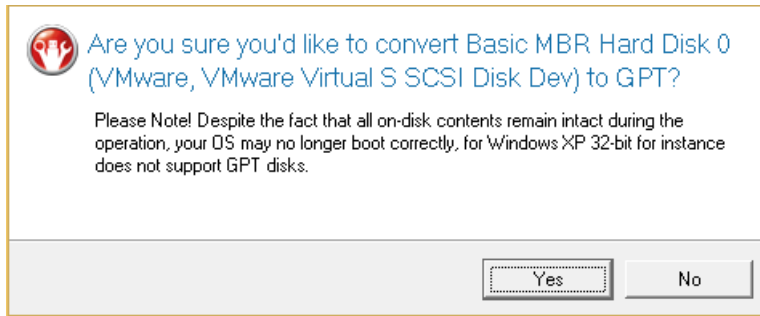 Are you sure you'd like to convert Basic MBR Hard Disk 0
(VMware, VMware Virtual S SCSI Disk Dev) to GPT?
Please Note! Despite the fact that all on-disk contents remain intact during the
operation, your OS may no longer boot correctly, for Windows XP 32-bit for instance
does not support GPT disks.
Yes No